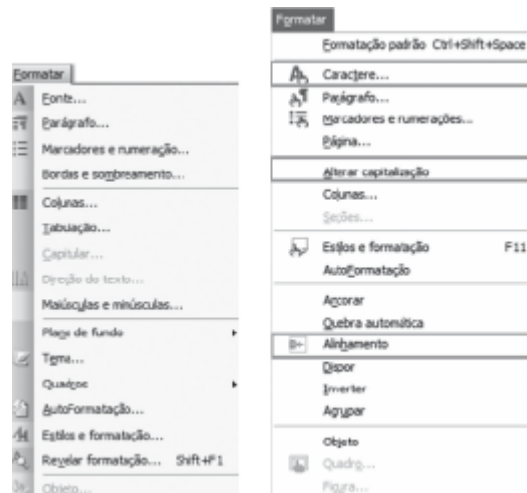 Formatar
Fonte...
Parágrafo...
Marcadores e numeração...
Bordas e sombreamento...
Colunas...
Tabulação...
Capitular...
Direção do texto...
Maiúsculas e minúsculas...
Plano de fundo
Tema...
Quadros
AutoFormatação...
Estilos e formatação...
Revelar formatação... Shift+F1
Objeto...
Formatar
Formatação padrão Ctrl+Shift+Space
Caractere...
Parágrafo...
Marcadores e numerações...
Página...
Alterar capitalização
Colunas...
Seções...
Estilos e formatação F11
AutoFormatação
Ancorar
Quebra automática
Alinhamento
Dispor
Inverter
Agrupar
Objeto
Quadro...
Figura...